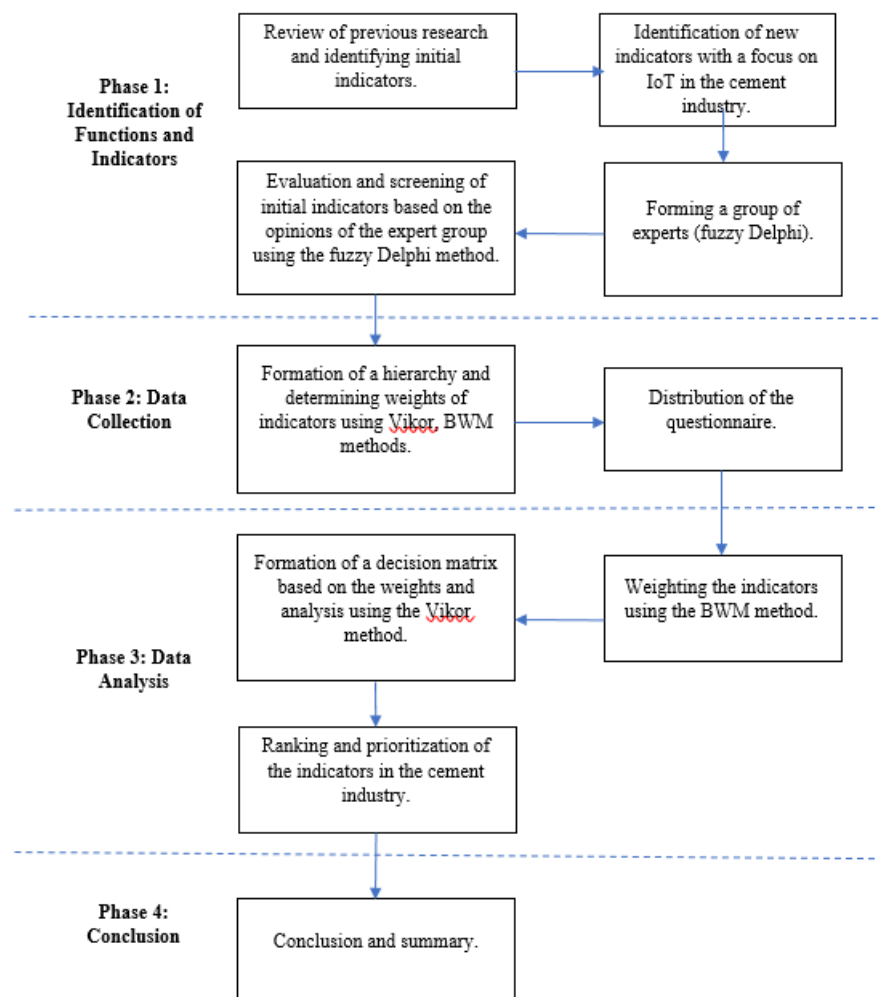 Phase 1:
Identification of
Functions and
Indicators
Review of previous research
and identifying initial
indicators.
Identification of new
indicators with a focus on
IoT in the cement
industry.
Forming a group of
experts (fuzzy Delphi).
Evaluation and screening of
initial indicators based on the
opinions of the expert group
using the fuzzy Delphi method.
Phase 2: Data
Collection
Formation of a hierarchy and
determining weights of
indicators using Vikor, BWM
methods.
Distribution of the
questionnaire.
Phase 3: Data
Analysis
Weighting the indicators
using the BWM method.
Formation of a decision matrix
based on the weights and
analysis using the Vikor
method.
Ranking and prioritization of
the indicators in the cement
industry.
Phase 4:
Conclusion
Conclusion and summary.